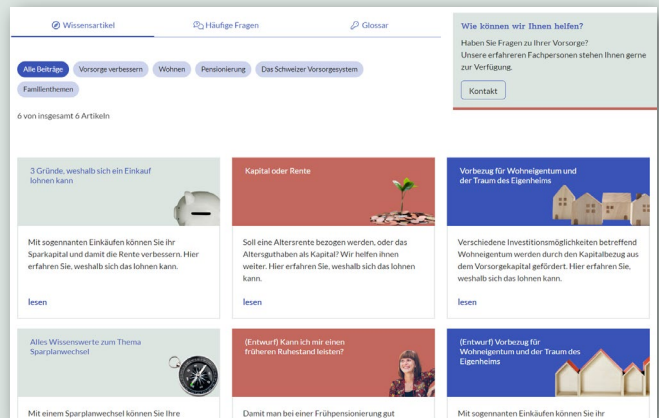 Wissensartikel
Häufige Fragen
Glossar
Alle Beiträge
Vorsorge verbessern
Wohnen
Pensionierung
Das Schweizer Vorsorgesystem
Familienthemen
6 von insgesamt 6 Artikeln
Wie können wir Ihnen helfen?
Haben Sie Fragen zu Ihrer Vorsorge?
Unsere erfahreren Fachpersonen stehen Ihnen gerne
zur Verfügung.
Kontakt
3 Gründe, weshalb sich ein Einkauf
lohnen kann
Mit sogenannten Einkäufen können Sie ihr
Sparkapital und damit die Rente verbessern. Hier
erfahren Sie, weshalb sich das lohnen kann.
lesen
Kapital oder Rente
Soll eine Altersrente bezogen werden, oder das
Altersguthaben als Kapital? Wir helfen ihnen
weiter. Hier erfahren Sie, weshalb sich das lohnen
kann.
lesen
Vorbezug für Wohneigentum und
der Traum des Eigenheims
Verschiedene Investitionsmöglichkeiten betreffend
Wohneigentum werden durch den Kapitalbezug aus
dem Vorsorgekapital gefördert. Hier erfahren Sie,
weshalb sich das lohnen kann.
lesen
Alles Wissenswerte zum Thema
Sparplanwechsel
Mit einem Sparplanwechsel können Sie Ihre
(Entwurf) Kann ich mir einen
früheren Ruhestand leisten?
Damit man bei einer Frühpensionierung gut
(Entwurf) Vorbezug für
Wohneigentum und der Traum des
Eigenheims
Mit sogenannten Einkäufen können Sie ihr